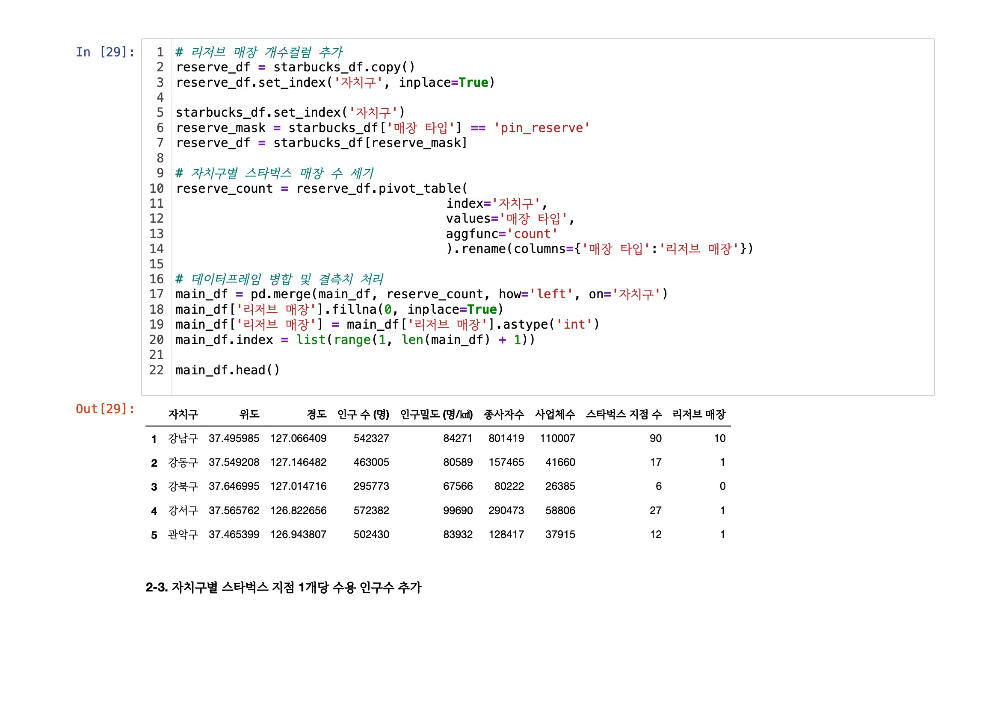 In [29]:
1 # 리저브 매장 개수컬럼 추가
2 reserve_df = starbucks_df.copy()
3 reserve_df.set_index('자치구', inplace=True)
4
5 starbucks_df.set_index('자치구')
6 reserve_mask = starbucks_df['매장 타입'] == 'pin_reserve'
7 reserve_df = starbucks_df[reserve_mask]
8
9 # 자치구별 스타벅스 매장 수 세기
10 reserve_count = reserve_df.pivot_table(
11 index='자치구',
12 values='매장 타입',
13 aggfunc='count'
14 ).rename(columns={'매장 타입':'리저브 매장'})
15
16 # 데이터프레임 병합 및 결측치 처리
17 main_df = pd.merge(main_df, reserve_count, how='left', on='자치구')
18 main_df['리저브 매장'].fillna(0, inplace=True)
19 main_df['리저브 매장'] = main_df['리저브 매장'].astype('int')
20 main_df.index = list(range(1, len(main_df) + 1))
21
22 main_df.head()
Out[29]:
자치구 위도 경도 인구 수 (명) 인구밀도 (명/㎢) 종사자수 사업체수 스타벅스 지점 수 리저브 매장
1 강남구 37.495985 127.066409 542327 84271 801419 110007 90 10
2 강동구 37.549208 127.146482 463005 80589 157465 41660 17 1
3 강북구 37.646995 127.014716 295773 67566 80222 26385 6 0
4 강서구 37.565762 126.822656 572382 99690 290473 58806 27 1
5 관악구 37.465399 126.943807 502430 83932 128417 37915 12 1
2-3. 자치구별 스타벅스 지점 1개당 수용 인구수 추가